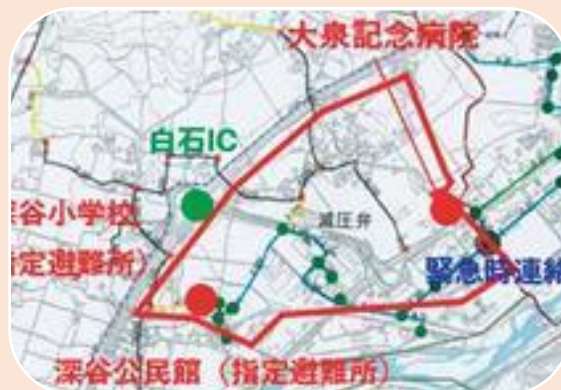 大泉記念病院
白石IC
深谷小学校
指定避難所）
減圧弁
緊急時連絡
深谷公民館（指定避難所）